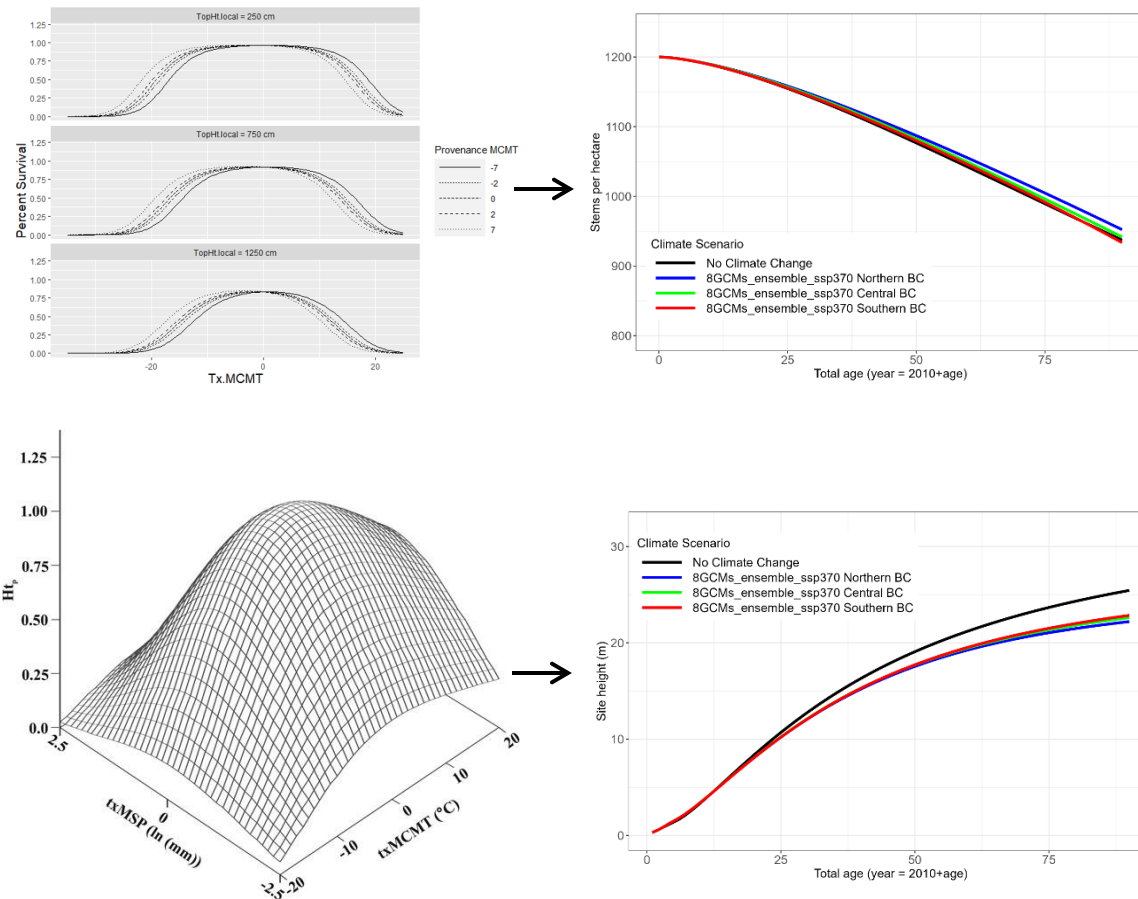 TopHt.local = 250 cm
1.25
1.00
0.75
0.50
0.25
0.00
TopHt.local = 750 cm
1.25
1.00
0.75
0.50
0.25
0.00
TopHt.local = 1250 cm
1.25
1.00
0.75
0.50
0.25
0.00
Percent Survival
-20
0
20
Tx.MCMT
Provenance MCMT
-7
-2
0
2
7
1200
1100
1000
900
800
Stems per hectare
Climate Scenario
No Climate Change
8GCMs_ensemble_ssp370 Northern BC
8GCMs_ensemble_ssp370 Central BC
8GCMs_ensemble_ssp370 Southern BC
0
25
50
75
Total age (year = 2010+age)
1.25
1.00
0.75
0.50
0.25
0.0
Htp
2.5
0
-2.5
txMSP (ln (mm))
-20
-10
0
10
20
txMCMT (°C)
30
20
10
0
Site height (m)
Climate Scenario
No Climate Change
8GCMs_ensemble_ssp370 Northern BC
8GCMs_ensemble_ssp370 Central BC
8GCMs_ensemble_ssp370 Southern BC
0
25
50
75
Total age (year = 2010+age)